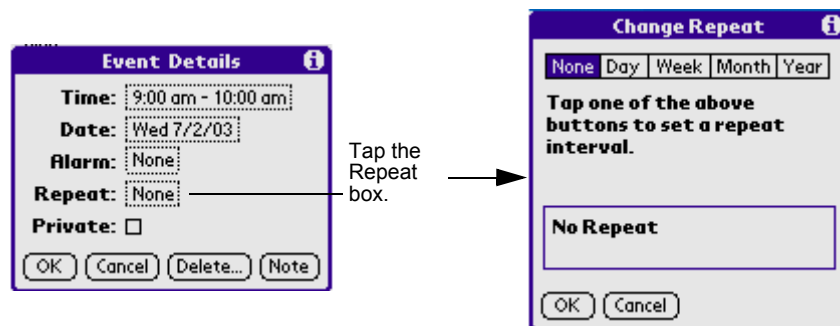 Event Details
Time: 9:00 am - 10:00 am
Date: Wed 7/2/03
Alarm: None
Repeat: None
Private:
OK Cancel Delete... Note
Tap the
Repeat
box.
Change Repeat
None Day Week Month Year
Tap one of the above
buttons to set a repeat
interval.
No Repeat
OK Cancel